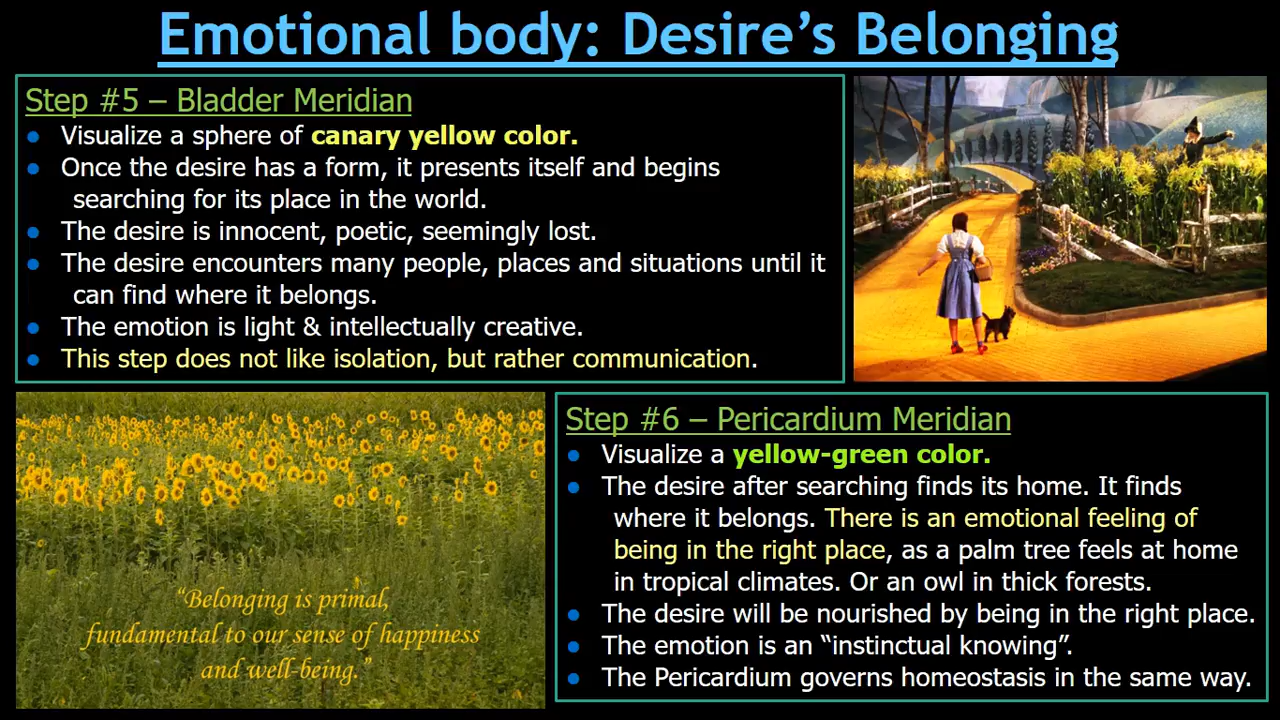 Emotional body: Desire's Belonging
Step #5 – Bladder Meridian
● Visualize a sphere of canary yellow color.
● Once the desire has a form, it presents itself and begins
searching for its place in the world.
● The desire is innocent, poetic, seemingly lost.
● The desire encounters many people, places and situations until it
can find where it belongs.
● The emotion is light & intellectually creative.
● This step does not like isolation, but rather communication.
"Belonging is primal,
fundamental to our sense of happiness
and well-being."
Step #6 – Pericardium Meridian
● Visualize a yellow-green color.
● The desire after searching finds its home. It finds
where it belongs. There is an emotional feeling of
being in the right place, as a palm tree feels at home
in tropical climates. Or an owl in thick forests.
● The desire will be nourished by being in the right place.
● The emotion is an "instinctual knowing".
● The Pericardium governs homeostasis in the same way.